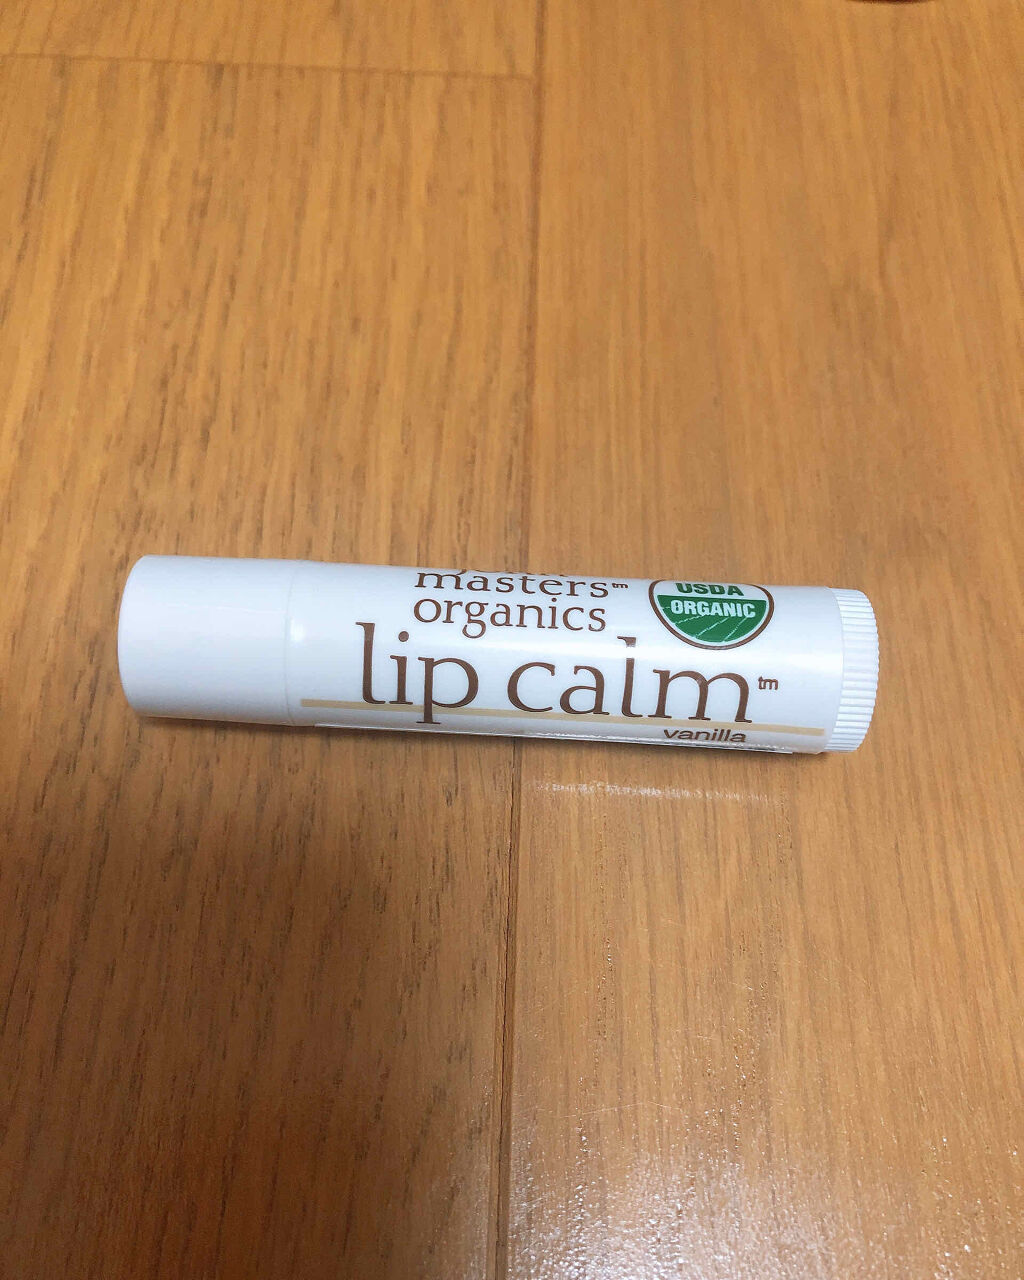 masters™
organics
USDA
ORGANIC
lip calm™
vanilla